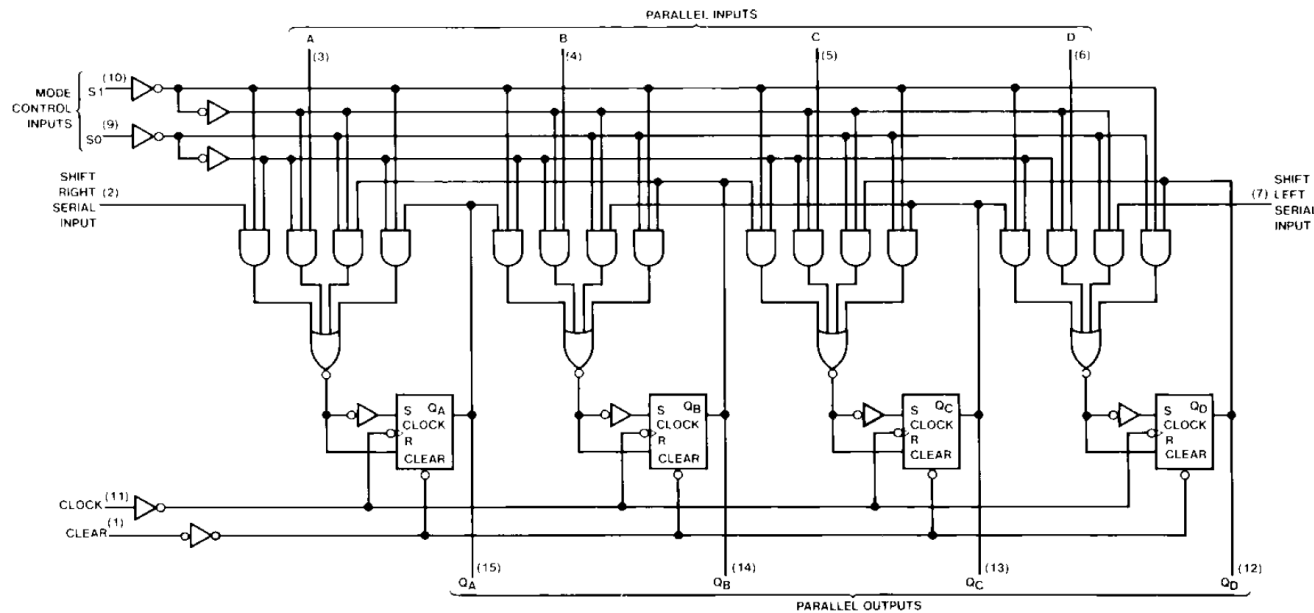 PARALLEL INPUTS
A B C D
(3) (4) (5) (6)
MODE
CONTROL
INPUTS
(10)
S1
(9)
S0
SHIFT
RIGHT
SERIAL
INPUT
(2)
(7)
SHIFT
LEFT
SERIAL
INPUT
S QA
CLOCK
R
CLEAR
S QB
CLOCK
R
CLEAR
S QC
CLOCK
R
CLEAR
S QD
CLOCK
R
CLEAR
CLOCK (11)
CLEAR (1)
(15) (14) (13) (12)
QA QB QC QD
PARALLEL OUTPUTS